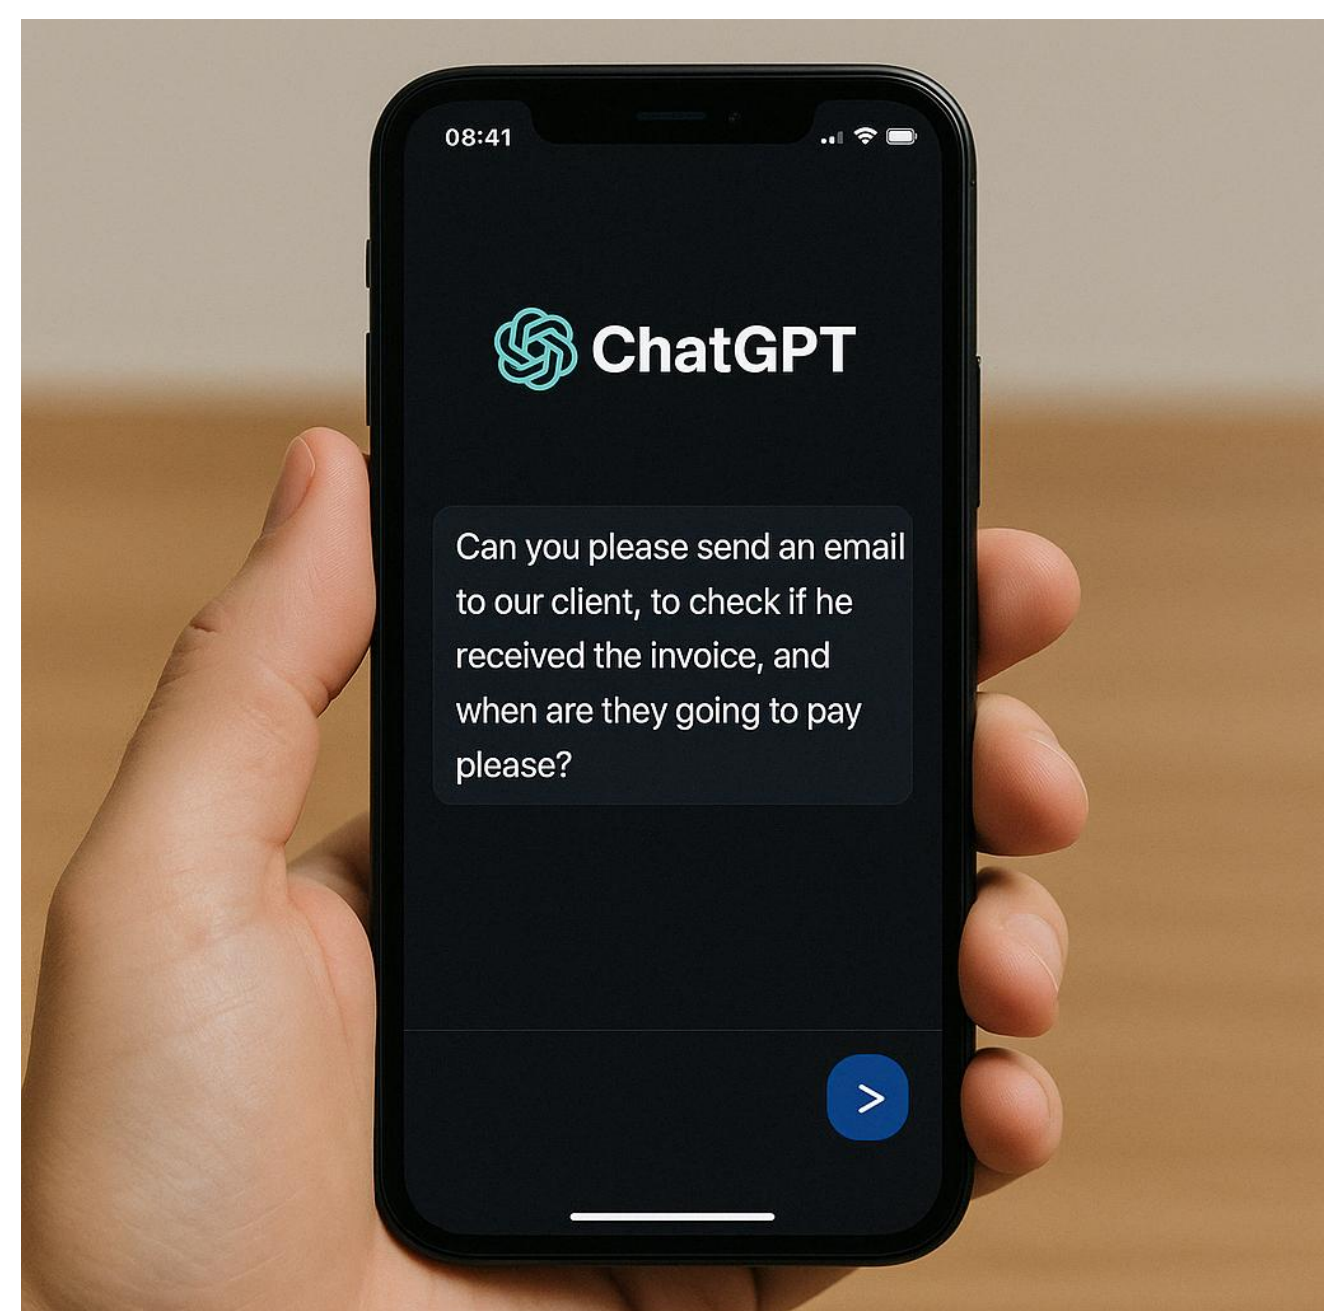 08:41
ChatGPT
Can you please send an email
to our client, to check if he
received the invoice, and
when are they going to pay
please?